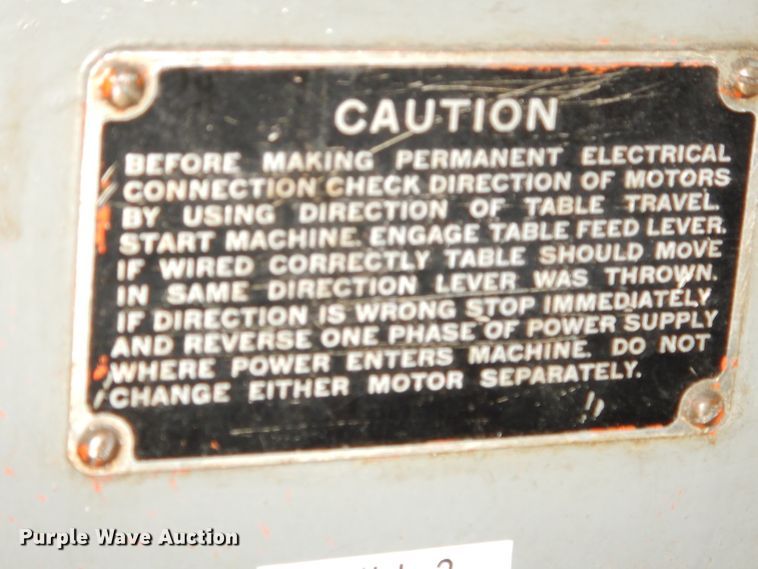 CAUTION
BEFORE MAKING PERMANENT ELECTRICAL
CONNECTION CHECK DIRECTION OF MOTORS
BY USING DIRECTION OF TABLE TRAVEL.
START MACHINE. ENGAGE TABLE FEED LEVER.
IF WIRED CORRECTLY TABLE SHOULD MOVE
IN SAME DIRECTION LEVER WAS THROWN.
IF DIRECTION IS WRONG STOP IMMEDIATELY
AND REVERSE ONE PHASE OF POWER SUPPLY
WHERE POWER ENTERS MACHINE. DO NOT
CHANGE EITHER MOTOR SEPARATELY.
Purple Wave Auction